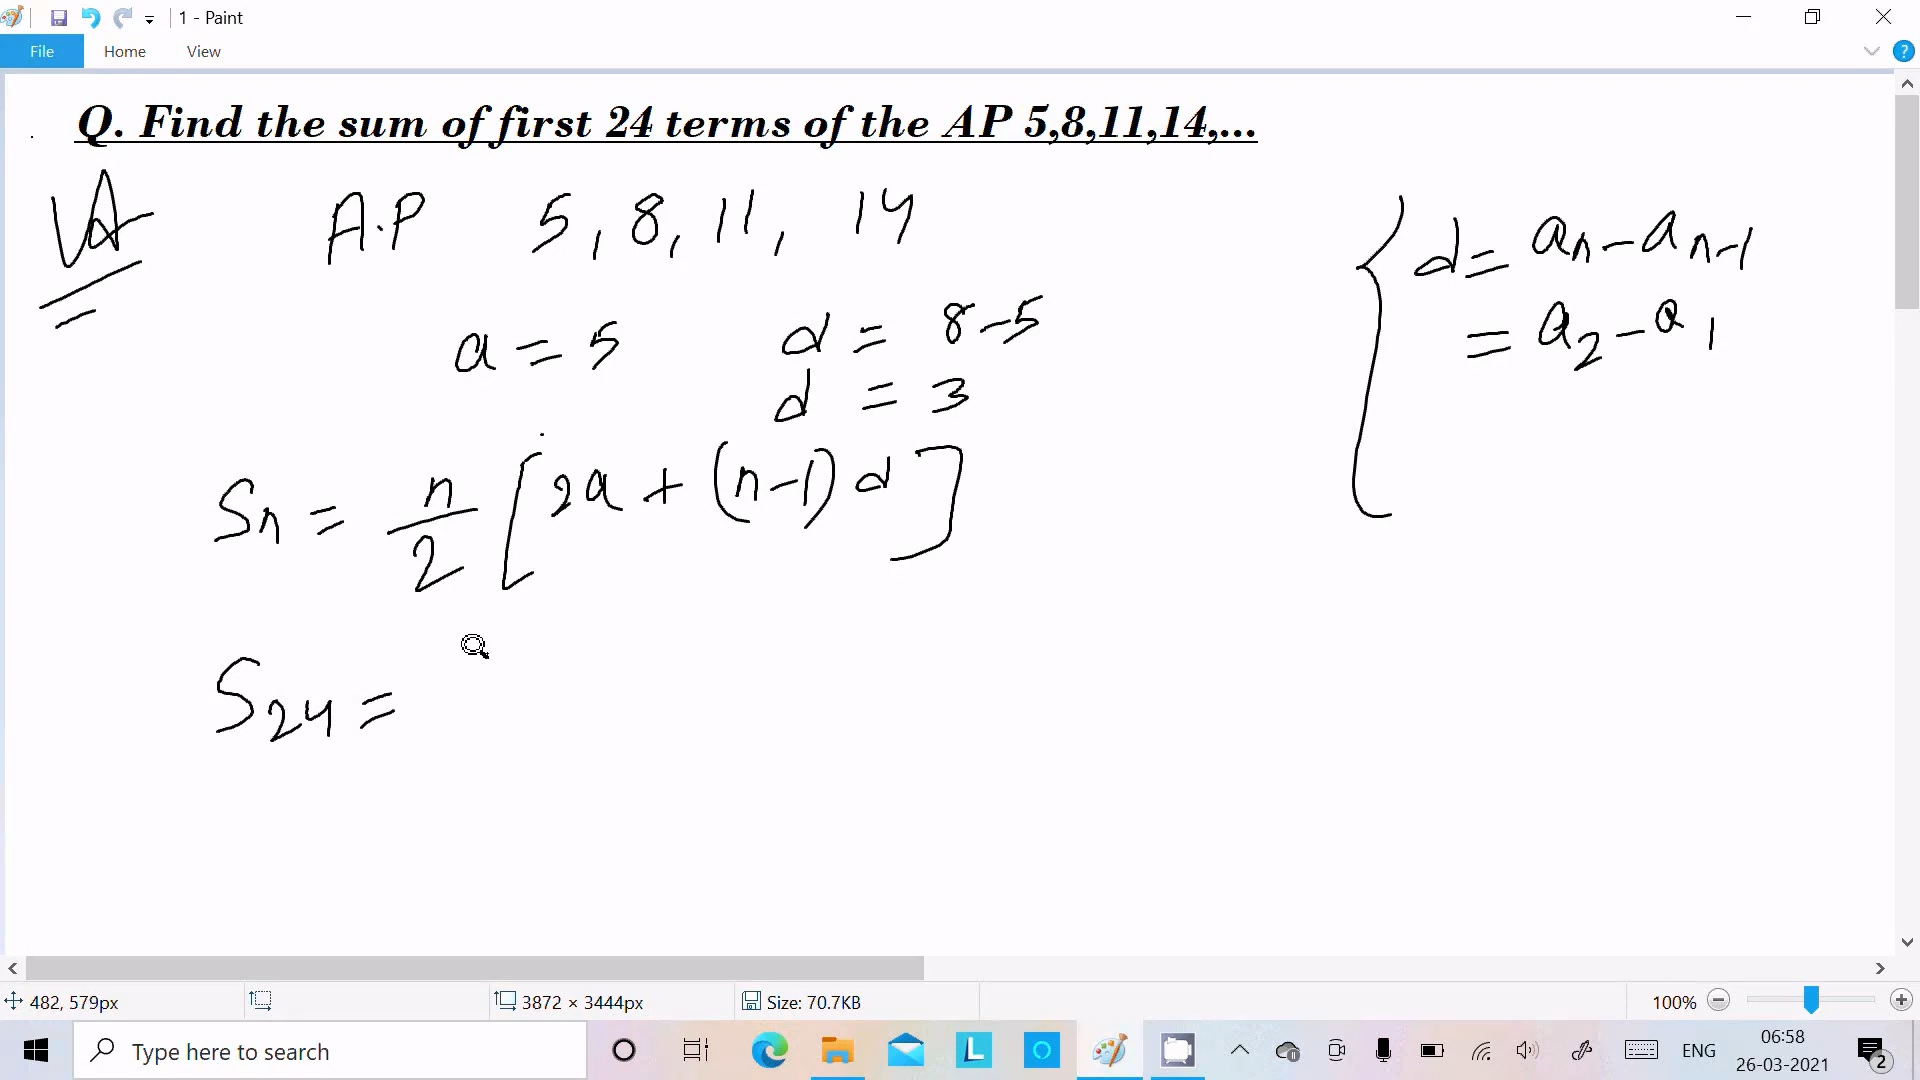 1 - Paint
File Home View
Q. Find the sum of first 24 terms of the AP 5,8,11,14,...
A.P 5, 8, 11, 14
a = 5 d = 8-5
d = 3
d = aₙ - aₙ₋₁
= a₂ - a₁
Sₙ = n/2 [2a + (n-1) d]
S₂₄ =
482, 579px 3872 × 3444px Size: 70.7KB 100%
Type here to search
L
ENG
06:58
26-03-2021
2